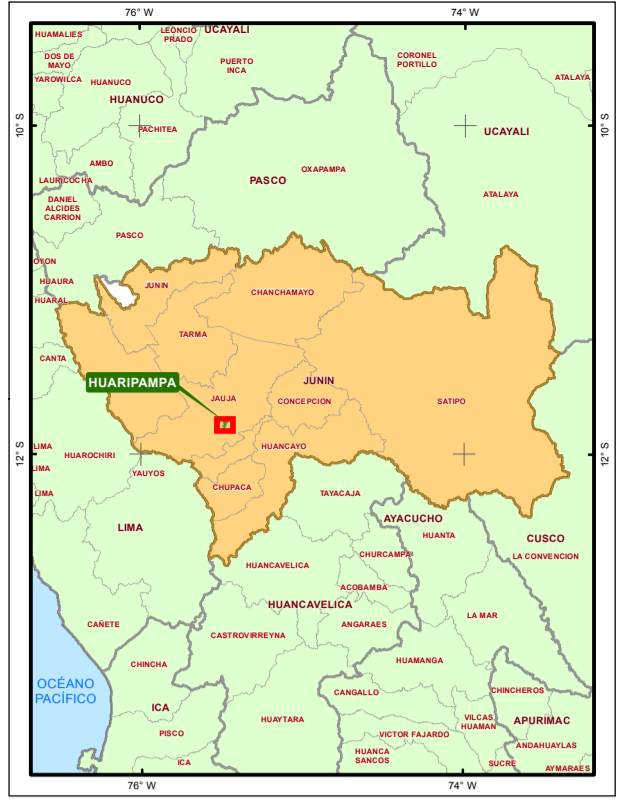 76° W
74° W
HUAMALIES
LEONCIO
PRADO
UCAYALI
DOS DE
MAYO
PUERTO
INCA
CORONEL
PORTILLO
YAROWILCA
HUANUCO
ATALAYA
HUANUCO
10° S
10° S
PACHITEA
UCAYALI
AMBO
OXAPAMPA
LAURICOCHA
PASCO
DANIEL
ALCIDES
CARRION
ATALAYA
PASCO
OYON
HUAURA
JUNIN
CHANCHAMAYO
HUARAL
TARMA
CANTA
HUARIPAMPA
JUNIN
JAUJA
CONCEPCION
SATIPO
LIMA
HUAROCHIRI
HUANCAYO
12° S
12° S
LIMA
YAUYOS
LIMA
CHUPACA
TAYACAJA
AYACUCHO
LIMA
HUANTA
CUSCO
CHURCAMPA
LA CONVENCION
HUANCAVELICA
ACOBAMBA
HUANCAVELICA
LA MAR
CAÑETE
ANGARAES
CASTROVIRREYNA
CHINCHA
HUAMANGA
OCÉANO
PACÍFICO
CANGALLO
CHINCHEROS
ICA
HUAYTARA
VILCAS
HUAMAN
APURIMAC
PISCO
VICTOR FAJARDO
ANDAHUAYLAS
HUANCA
SANCOS
ICA
SUCRE
AYMARAES
76° W
74° W